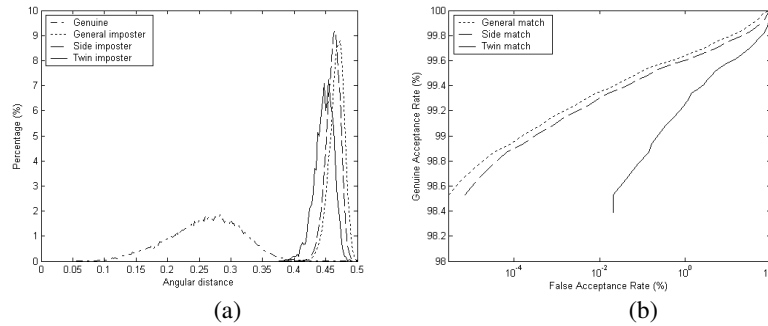 Genuine
General imposter
Side imposter
Twin imposter
10
9
8
7
6
5
4
3
2
1
0
Percentage (%)
0 0.05 0.1 0.15 0.2 0.25 0.3 0.35 0.4 0.45 0.5
Angular distance
(a)
General match
Side match
Twin match
100
99.8
99.6
99.4
99.2
99
98.8
98.6
98.4
98.2
98
Genuine Acceptance Rate (%)
10⁻⁴ 10⁻² 10⁰
False Acceptance Rate (%)
(b)